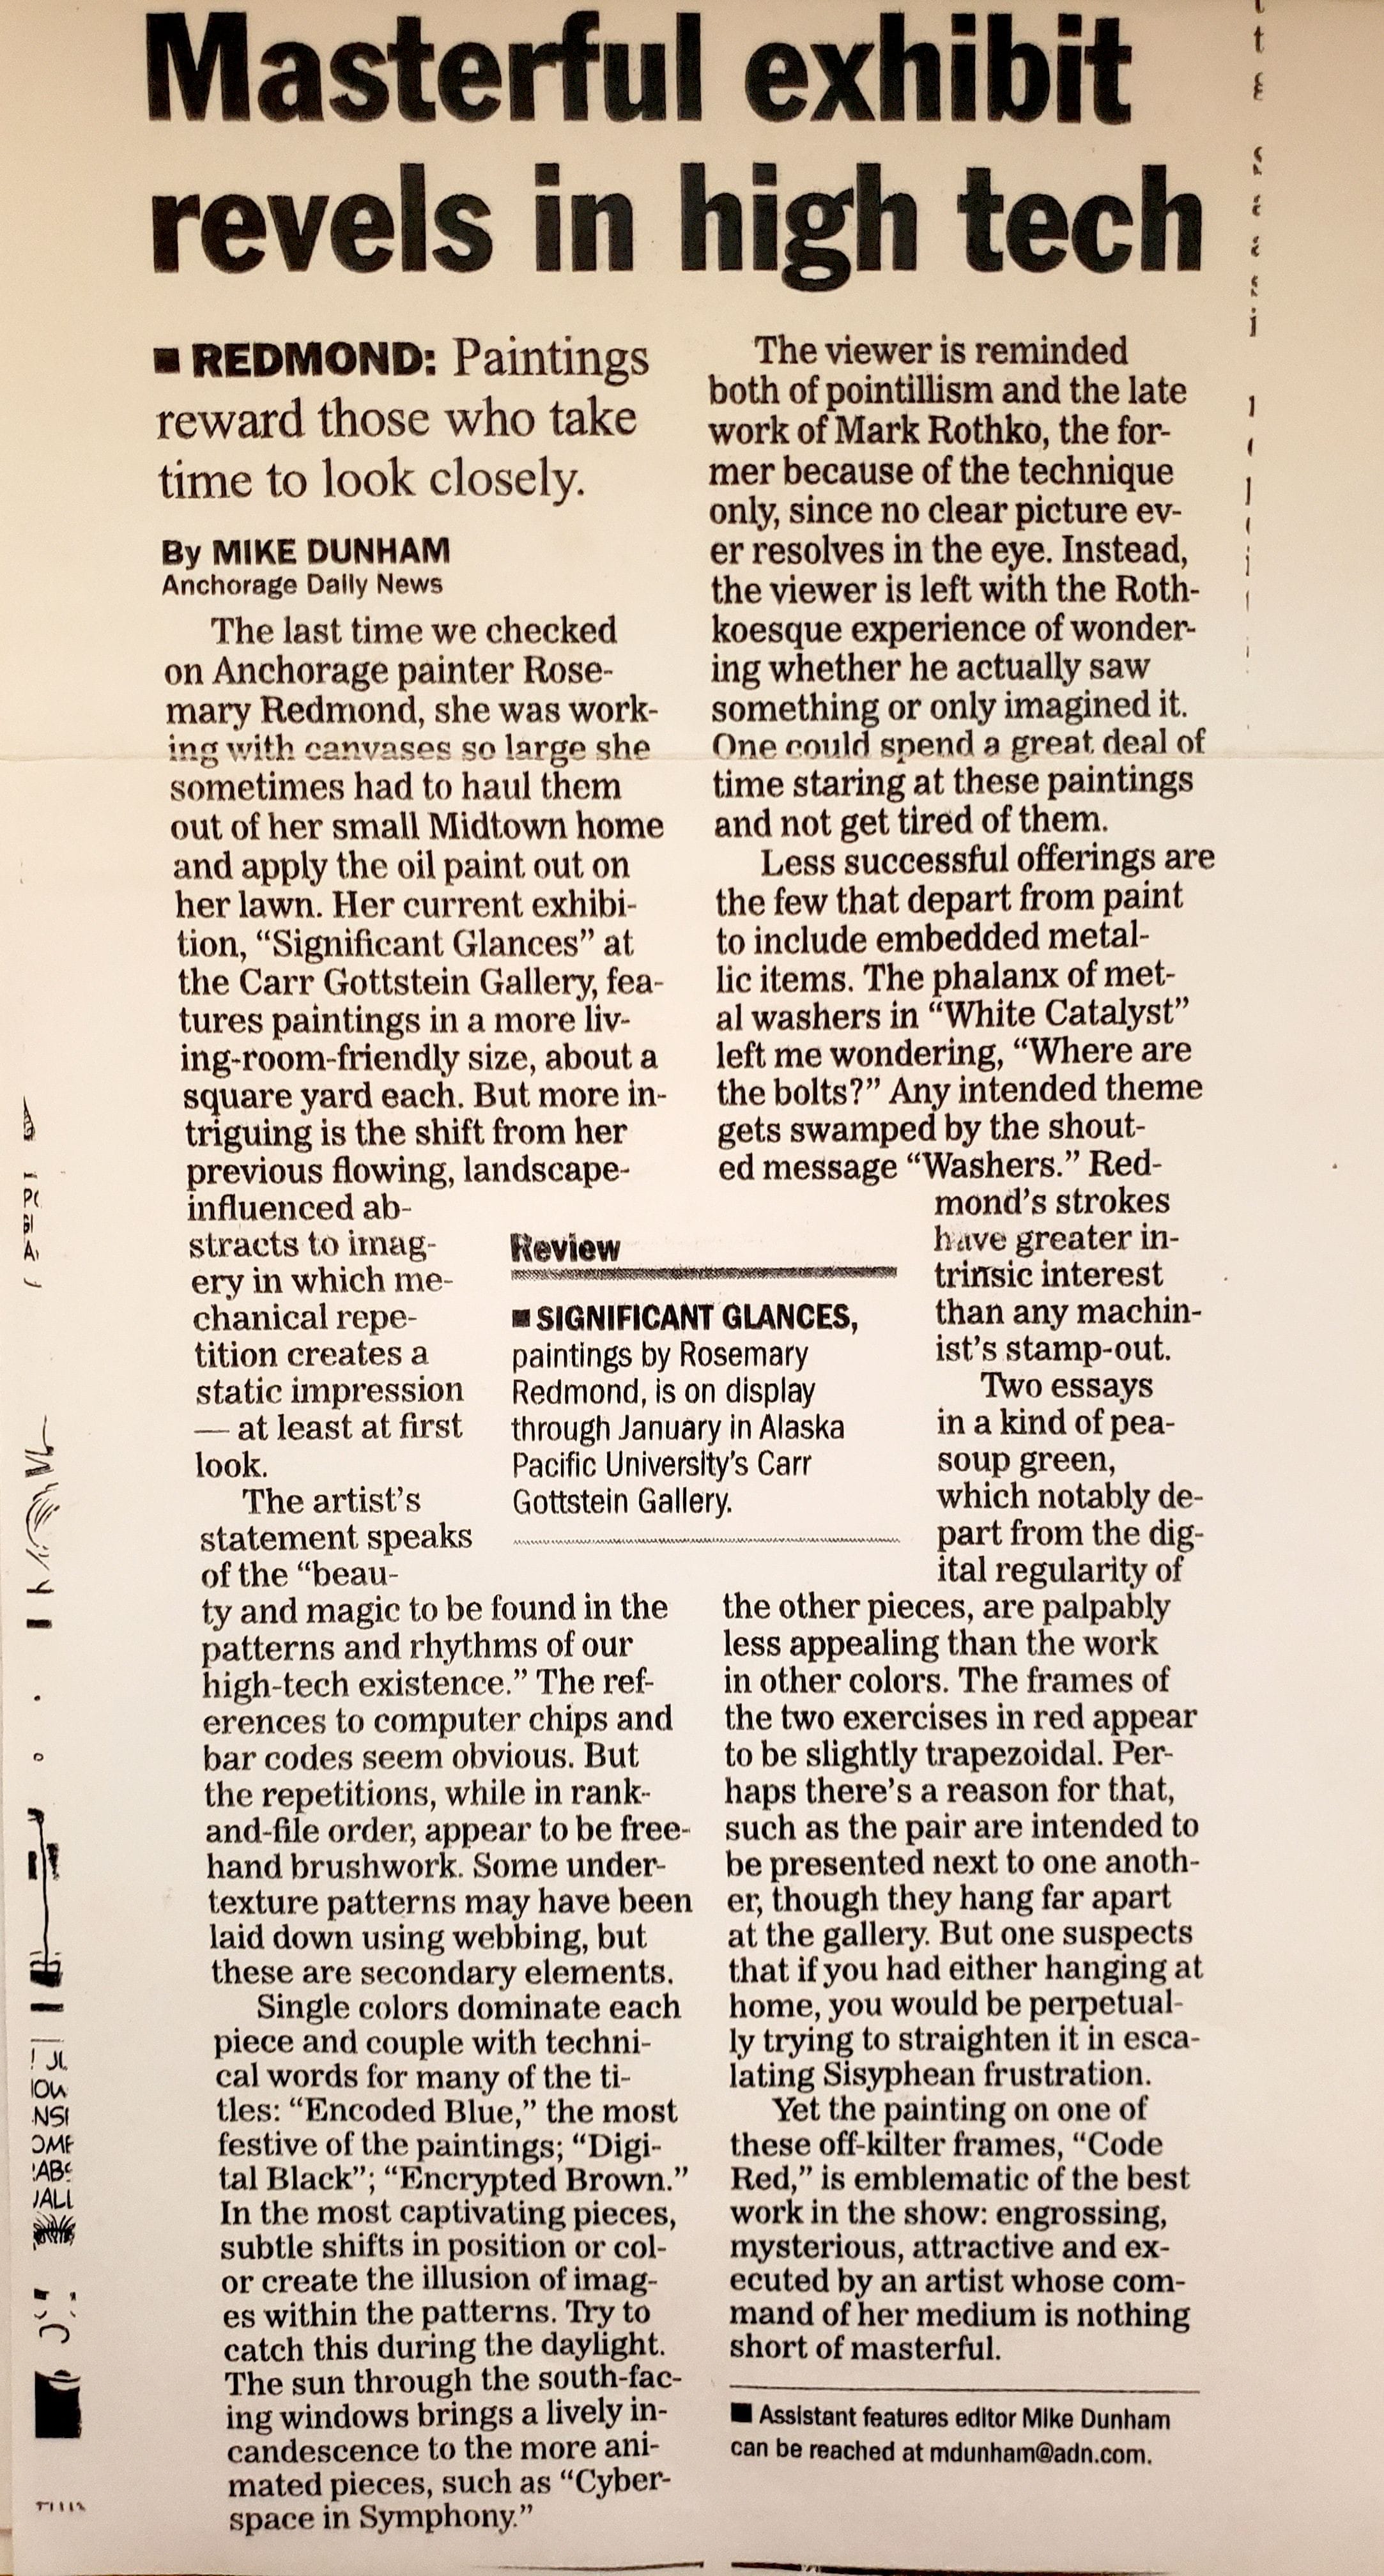 Masterful exhibit
revels in high tech
■ REDMOND: Paintings
reward those who take
time to look closely.
By MIKE DUNHAM
Anchorage Daily News
The last time we checked
on Anchorage painter Rose-
mary Redmond, she was work-
ing with canvases so large she
sometimes had to haul them
out of her small Midtown home
and apply the oil paint out on
her lawn. Her current exhibi-
tion, “Significant Glances” at
the Carr Gottstein Gallery, fea-
tures paintings in a more liv-
ing-room-friendly size, about a
square yard each. But more in-
triguing is the shift from her
previous flowing, landscape-
influenced ab-
stracts to imag-
ery in which me-
chanical repe-
tition creates a
static impression
— at least at first
look.
The artist's
statement speaks
of the “beau-
ty and magic to be found in the
patterns and rhythms of our
high-tech existence.” The ref-
erences to computer chips and
bar codes seem obvious. But
the repetitions, while in rank-
and-file order, appear to be free-
hand brushwork. Some under-
texture patterns may have been
laid down using webbing, but
these are secondary elements.
Single colors dominate each
piece and couple with techni-
cal words for many of the ti-
tles: “Encoded Blue,” the most
festive of the paintings; “Digi-
tal Black”; “Encrypted Brown.”
In the most captivating pieces,
subtle shifts in position or col-
or create the illusion of imag-
es within the patterns. Try to
catch this during the daylight.
The sun through the south-fac-
ing windows brings a lively in-
candescence to the more ani-
mated pieces, such as “Cyber-
space in Symphony.”
Review
■ SIGNIFICANT GLANCES,
paintings by Rosemary
Redmond, is on display
through January in Alaska
Pacific University's Carr
Gottstein Gallery.
The viewer is reminded
both of pointillism and the late
work of Mark Rothko, the for-
mer because of the technique
only, since no clear picture ev-
er resolves in the eye. Instead,
the viewer is left with the Roth-
koesque experience of wonder-
ing whether he actually saw
something or only imagined it.
One could spend a great deal of
time staring at these paintings
and not get tired of them.
Less successful offerings are
the few that depart from paint
to include embedded metal-
lic items. The phalanx of met-
al washers in “White Catalyst”
left me wondering, “Where are
the bolts?” Any intended theme
gets swamped by the shout-
ed message “Washers.” Red-
mond's strokes
have greater in-
trinsic interest
than any machin-
ist's stamp-out.
Two essays
in a kind of pea-
soup green,
which notably de-
part from the dig-
ital regularity of
the other pieces, are palpably
less appealing than the work
in other colors. The frames of
the two exercises in red appear
to be slightly trapezoidal. Per-
haps there's a reason for that,
such as the pair are intended to
be presented next to one anoth-
er, though they hang far apart
at the gallery. But one suspects
that if you had either hanging at
home, you would be perpetual-
ly trying to straighten it in esca-
lating Sisyphean frustration.
Yet the painting on one of
these off-kilter frames, “Code
Red,” is emblematic of the best
work in the show: engrossing,
mysterious, attractive and ex-
ecuted by an artist whose com-
mand of her medium is nothing
short of masterful.
■ Assistant features editor Mike Dunham
can be reached at mdunham@adn.com.